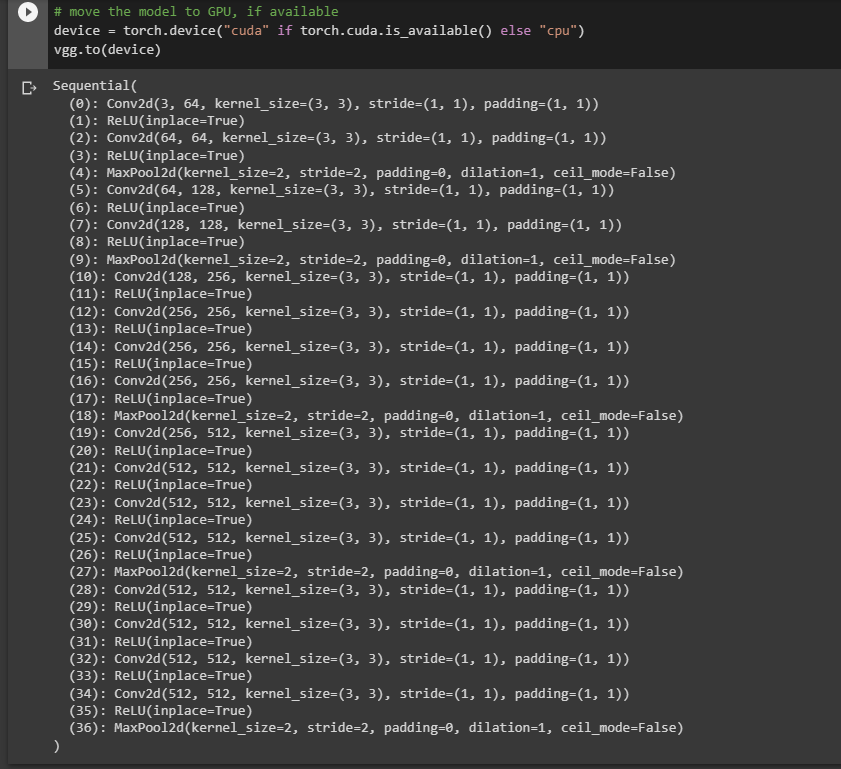 # move the model to GPU, if available
device = torch.device("cuda" if torch.cuda.is_available() else "cpu")
vgg.to(device)
Sequential(
  (0): Conv2d(3, 64, kernel_size=(3, 3), stride=(1, 1), padding=(1, 1))
  (1): ReLU(inplace=True)
  (2): Conv2d(64, 64, kernel_size=(3, 3), stride=(1, 1), padding=(1, 1))
  (3): ReLU(inplace=True)
  (4): MaxPool2d(kernel_size=2, stride=2, padding=0, dilation=1, ceil_mode=False)
  (5): Conv2d(64, 128, kernel_size=(3, 3), stride=(1, 1), padding=(1, 1))
  (6): ReLU(inplace=True)
  (7): Conv2d(128, 128, kernel_size=(3, 3), stride=(1, 1), padding=(1, 1))
  (8): ReLU(inplace=True)
  (9): MaxPool2d(kernel_size=2, stride=2, padding=0, dilation=1, ceil_mode=False)
  (10): Conv2d(128, 256, kernel_size=(3, 3), stride=(1, 1), padding=(1, 1))
  (11): ReLU(inplace=True)
  (12): Conv2d(256, 256, kernel_size=(3, 3), stride=(1, 1), padding=(1, 1))
  (13): ReLU(inplace=True)
  (14): Conv2d(256, 256, kernel_size=(3, 3), stride=(1, 1), padding=(1, 1))
  (15): ReLU(inplace=True)
  (16): Conv2d(256, 256, kernel_size=(3, 3), stride=(1, 1), padding=(1, 1))
  (17): ReLU(inplace=True)
  (18): MaxPool2d(kernel_size=2, stride=2, padding=0, dilation=1, ceil_mode=False)
  (19): Conv2d(256, 512, kernel_size=(3, 3), stride=(1, 1), padding=(1, 1))
  (20): ReLU(inplace=True)
  (21): Conv2d(512, 512, kernel_size=(3, 3), stride=(1, 1), padding=(1, 1))
  (22): ReLU(inplace=True)
  (23): Conv2d(512, 512, kernel_size=(3, 3), stride=(1, 1), padding=(1, 1))
  (24): ReLU(inplace=True)
  (25): Conv2d(512, 512, kernel_size=(3, 3), stride=(1, 1), padding=(1, 1))
  (26): ReLU(inplace=True)
  (27): MaxPool2d(kernel_size=2, stride=2, padding=0, dilation=1, ceil_mode=False)
  (28): Conv2d(512, 512, kernel_size=(3, 3), stride=(1, 1), padding=(1, 1))
  (29): ReLU(inplace=True)
  (30): Conv2d(512, 512, kernel_size=(3, 3), stride=(1, 1), padding=(1, 1))
  (31): ReLU(inplace=True)
  (32): Conv2d(512, 512, kernel_size=(3, 3), stride=(1, 1), padding=(1, 1))
  (33): ReLU(inplace=True)
  (34): Conv2d(512, 512, kernel_size=(3, 3), stride=(1, 1), padding=(1, 1))
  (35): ReLU(inplace=True)
  (36): MaxPool2d(kernel_size=2, stride=2, padding=0, dilation=1, ceil_mode=False)
)